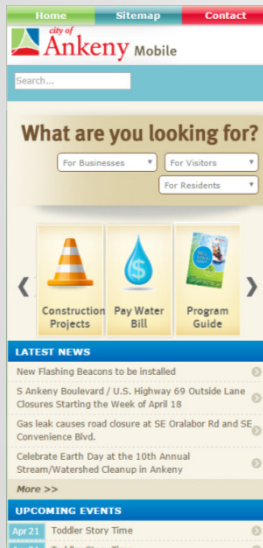 Home Sitemap Contact
city of
Ankeny Mobile
Search...
What are you looking for?
For Businesses For Visitors
For Residents
Construction Pay Water Program
Projects Bill Guide
LATEST NEWS
New Flashing Beacons to be installed
S Ankeny Boulevard / U.S. Highway 69 Outside Lane
Closures Starting the Week of April 18
Gas leak causes road closure at SE Oralabor Rd and SE
Convenience Blvd.
Celebrate Earth Day at the 10th Annual
Stream/Watershed Cleanup in Ankeny
More >>
UPCOMING EVENTS
Apr 21 Toddler Story Time